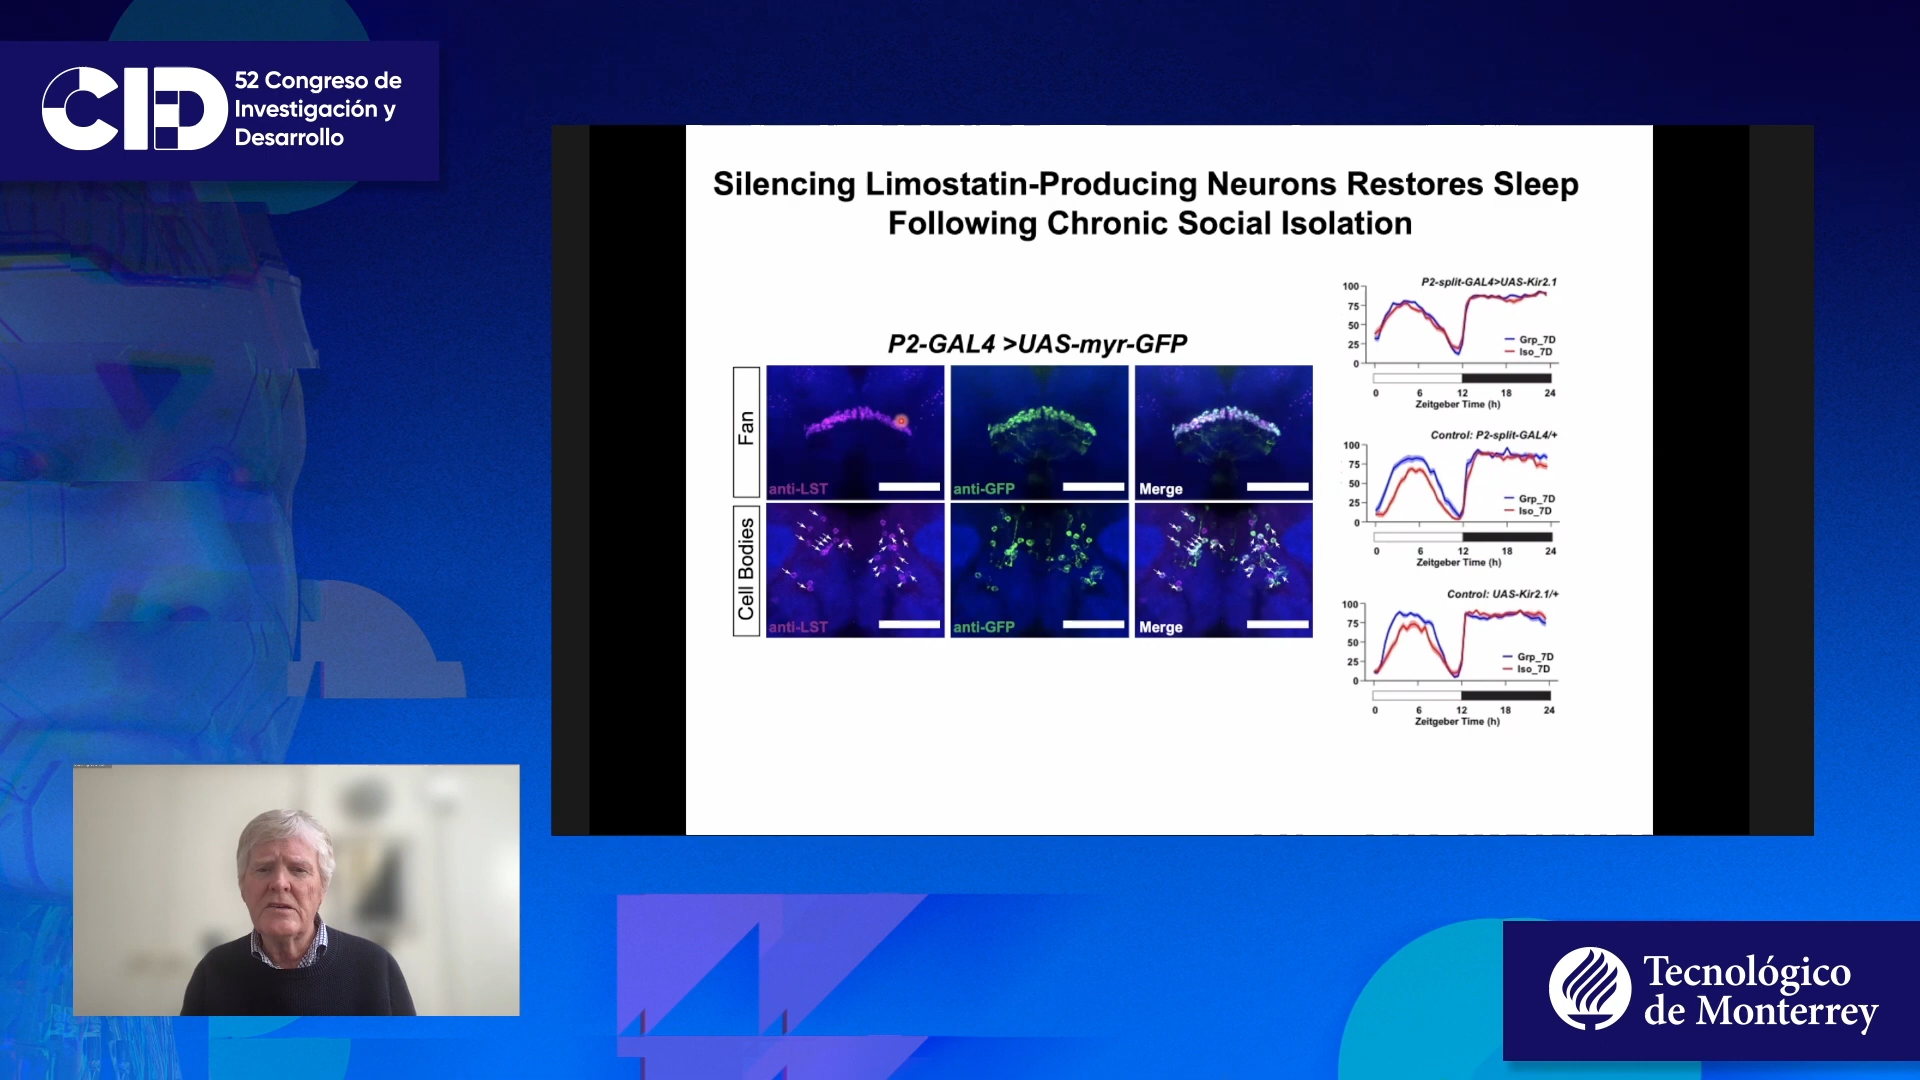 CID
52 Congreso de
Investigación y
Desarrollo
Silencing Limostatin-Producing Neurons Restores Sleep
Following Chronic Social Isolation
P2-GAL4 >UAS-myr-GFP
Fan
anti-LST
anti-GFP
Merge
Cell Bodies
anti-LST
anti-GFP
Merge
P2-split-GAL4>UAS-Kir2.1
100
75
50
25
0
Grp_7D
Iso_7D
0 6 12 18 24
Zeitgeber Time (h)
Control: P2-split-GAL4/+
100
75
50
25
0
Grp_7D
Iso_7D
0 6 12 18 24
Zeitgeber Time (h)
Control: UAS-Kir2.1/+
100
75
50
25
0
Grp_7D
Iso_7D
0 6 12 18 24
Zeitgeber Time (h)
Tecnológico
de Monterrey